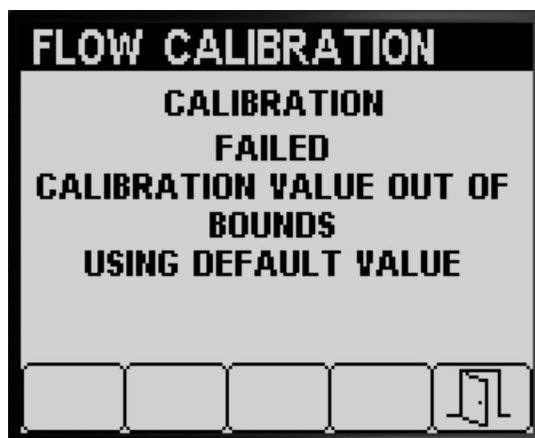 FLOW CALIBRATION
CALIBRATION
FAILED
CALIBRATION VALUE OUT OF
BOUNDS
USING DEFAULT VALUE